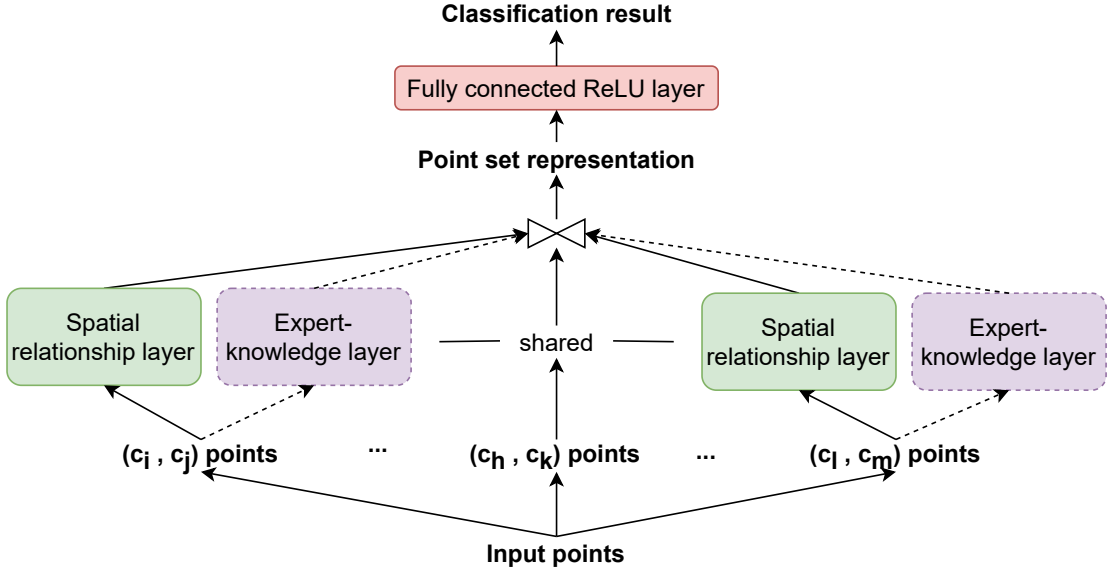 Classification result
Fully connected ReLU layer
Point set representation
Spatial
relationship layer
Expert-
knowledge layer
shared
Spatial
relationship layer
Expert-
knowledge layer
(ci , cj) points
...
(ch , ck) points
...
(cl , cm) points
Input points